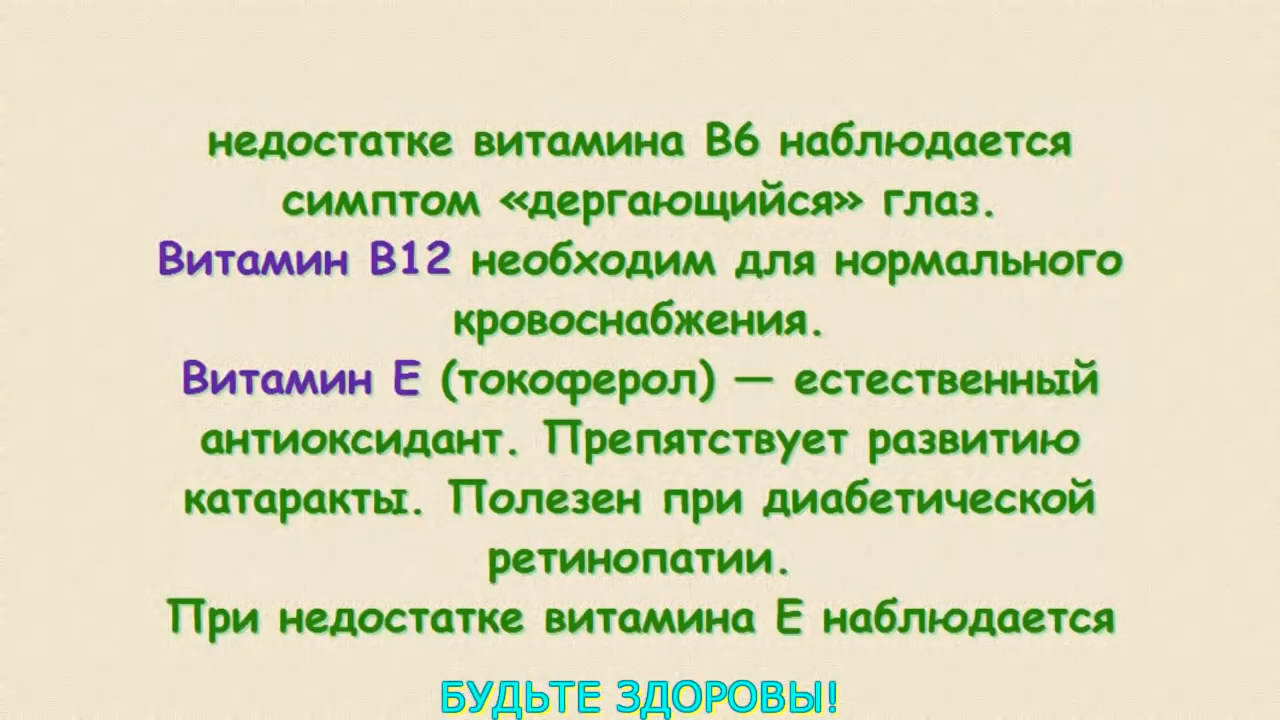 недостатке витамина В6 наблюдается
симптом «дергающийся» глаз.
Витамин В12 необходим для нормального
кровоснабжения.
Витамин Е (токоферол) — естественный
антиоксидант. Препятствует развитию
катаракты. Полезен при диабетической
ретинопатии.
При недостатке витамина Е наблюдается
БУДЬТЕ ЗДОРОВЫ!